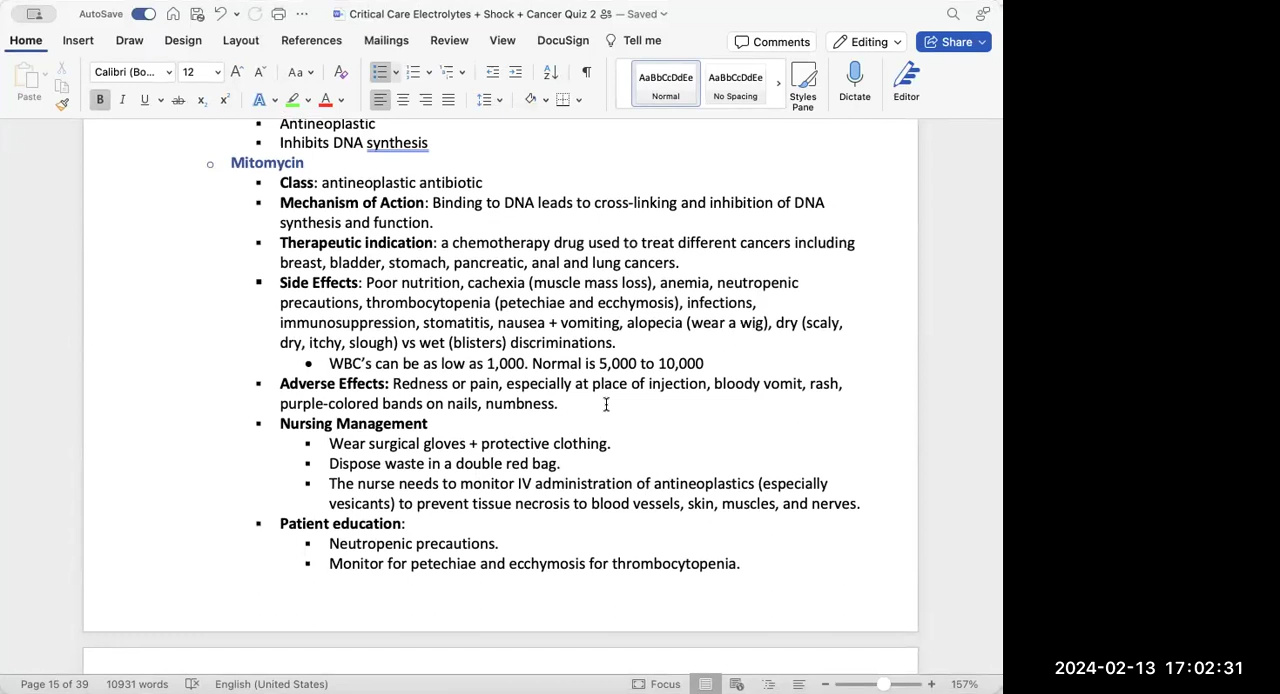 AutoSave
Critical Care Electrolytes + Shock + Cancer Quiz 2 — Saved
Home Insert Draw Design Layout References Mailings Review View DocuSign Tell me Comments Editing Share
Paste
Calibri (Bo... 12
AaBbCcDdEe AaBbCcDdEe
Normal No Spacing
Styles Pane
Dictate
Editor
▪ Antineoplastic
▪ Inhibits DNA synthesis
o Mitomycin
▪ Class: antineoplastic antibiotic
▪ Mechanism of Action: Binding to DNA leads to cross-linking and inhibition of DNA
synthesis and function.
▪ Therapeutic indication: a chemotherapy drug used to treat different cancers including
breast, bladder, stomach, pancreatic, anal and lung cancers.
▪ Side Effects: Poor nutrition, cachexia (muscle mass loss), anemia, neutropenic
precautions, thrombocytopenia (petechiae and ecchymosis), infections,
immunosuppression, stomatitis, nausea + vomiting, alopecia (wear a wig), dry (scaly,
dry, itchy, slough) vs wet (blisters) discriminations.
• WBC's can be as low as 1,000. Normal is 5,000 to 10,000
▪ Adverse Effects: Redness or pain, especially at place of injection, bloody vomit, rash,
purple-colored bands on nails, numbness.
▪ Nursing Management
▪ Wear surgical gloves + protective clothing.
▪ Dispose waste in a double red bag.
▪ The nurse needs to monitor IV administration of antineoplastics (especially
vesicants) to prevent tissue necrosis to blood vessels, skin, muscles, and nerves.
▪ Patient education:
▪ Neutropenic precautions.
▪ Monitor for petechiae and ecchymosis for thrombocytopenia.
Page 15 of 39 10931 words English (United States) Focus 157%
2024-02-13 17:02:31